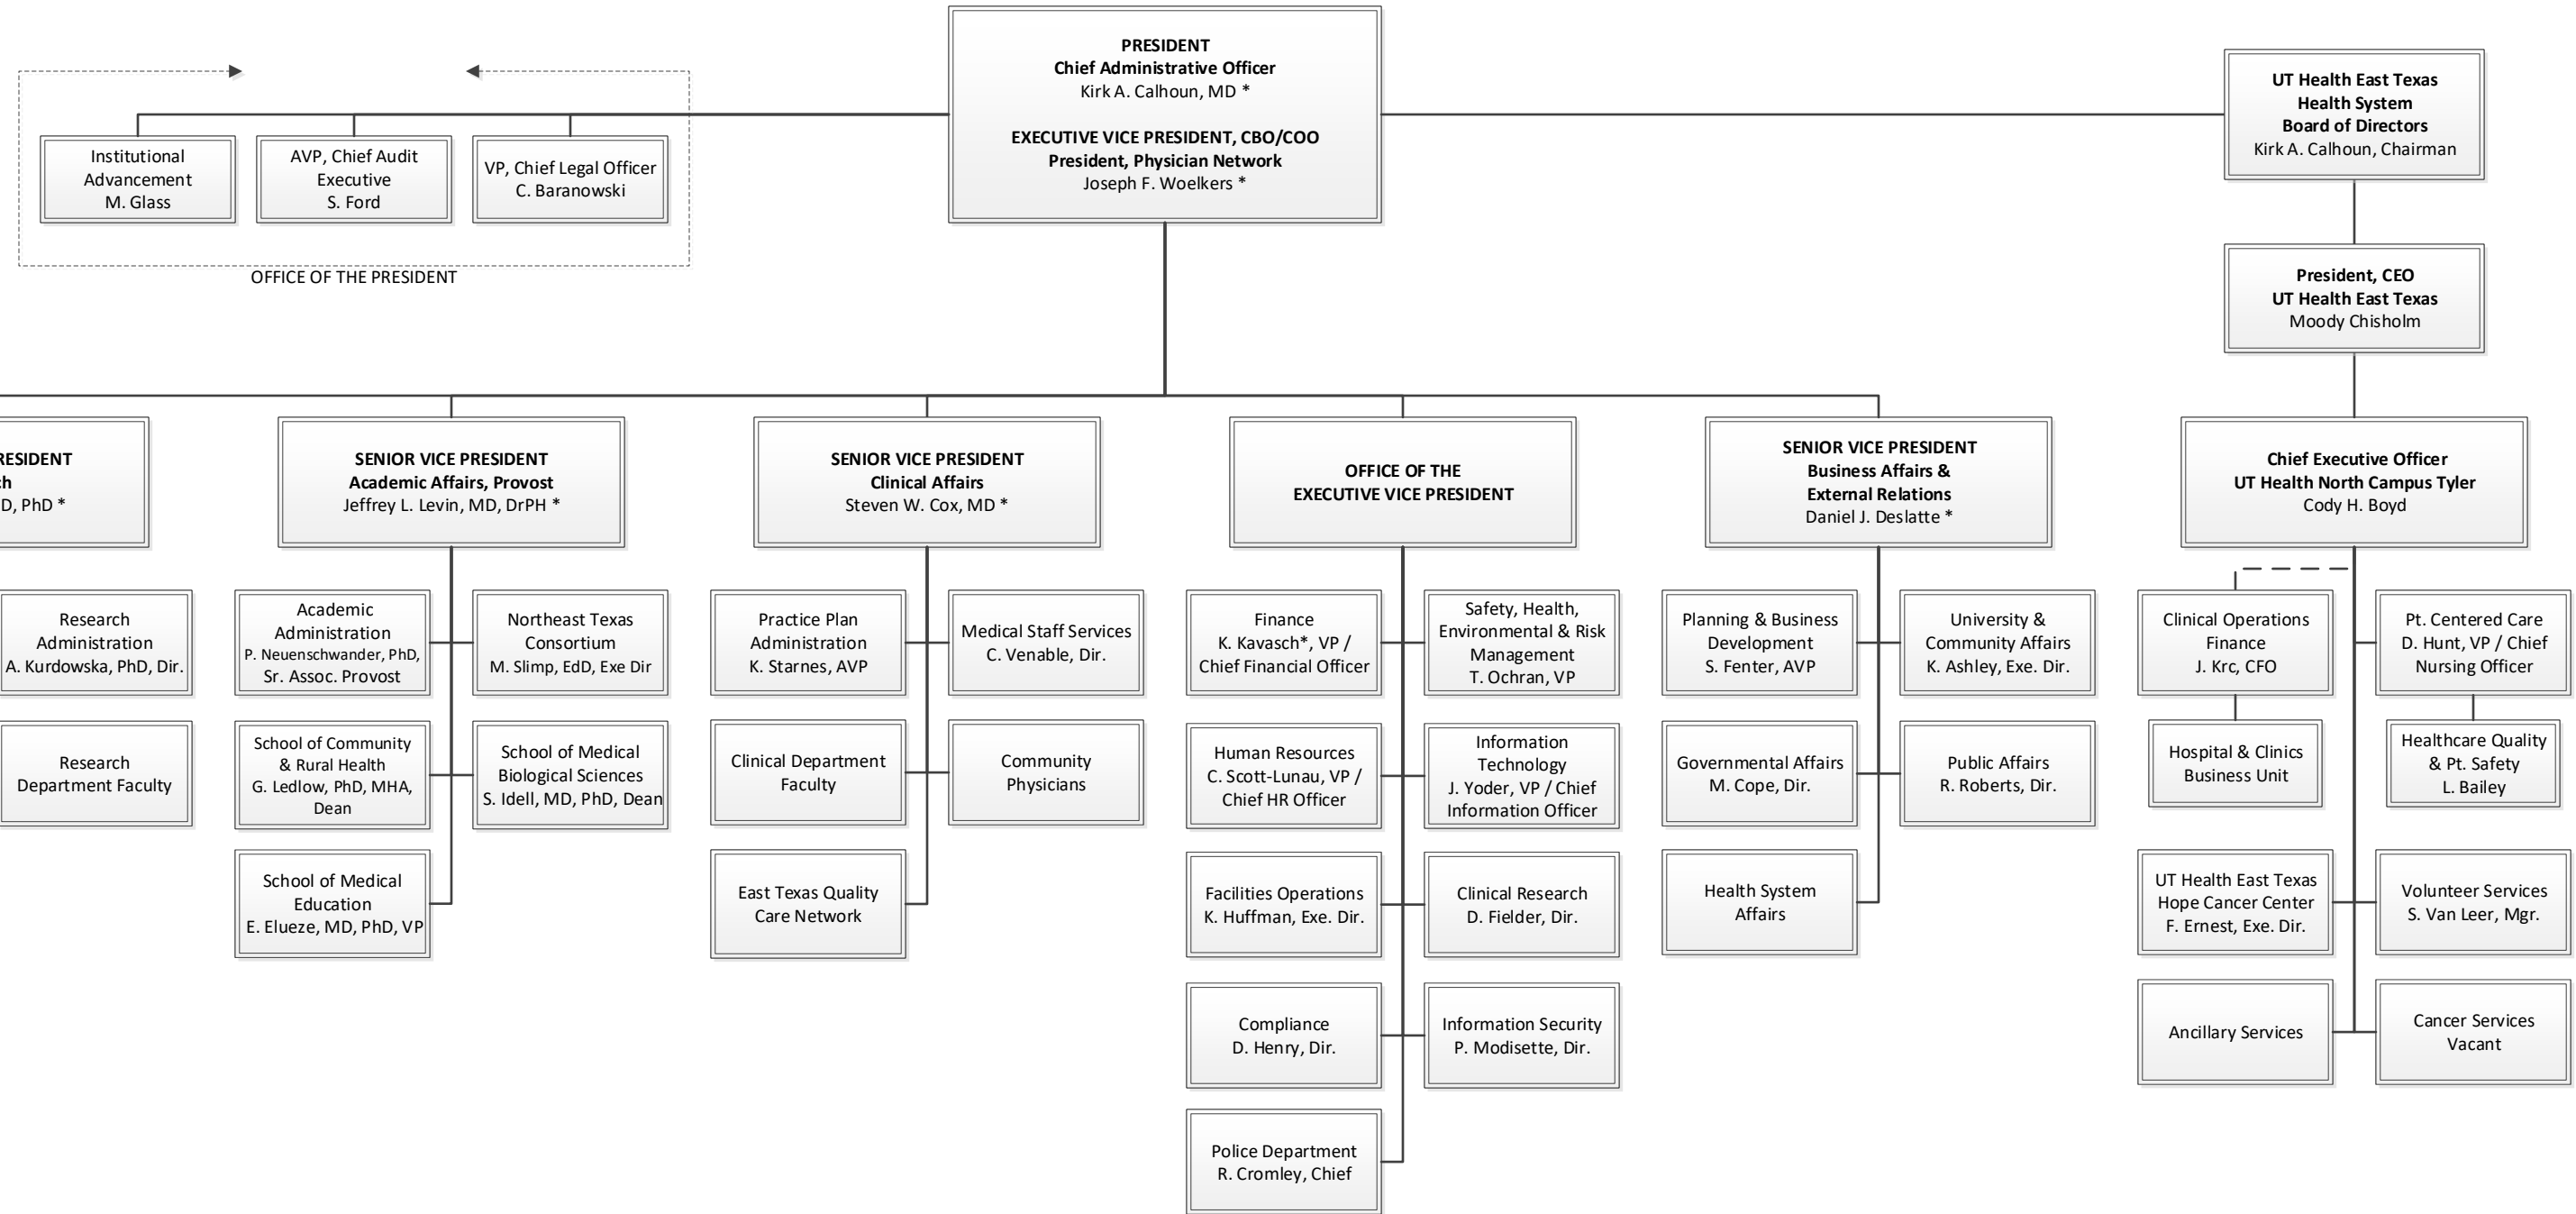 PRESIDENT
Chief Administrative Officer
Kirk A. Calhoun, MD *
EXECUTIVE VICE PRESIDENT, CBO/COO
President, Physician Network
Joseph F. Woelkers *
UT Health East Texas
Health System
Board of Directors
Kirk A. Calhoun, Chairman
Institutional
Advancement
M. Glass
AVP, Chief Audit
Executive
S. Ford
VP, Chief Legal Officer
C. Baranowski
OFFICE OF THE PRESIDENT
President, CEO
UT Health East Texas
Moody Chisholm
RESIDENT
ch
D, PhD *
SENIOR VICE PRESIDENT
Academic Affairs, Provost
Jeffrey L. Levin, MD, DrPH *
SENIOR VICE PRESIDENT
Clinical Affairs
Steven W. Cox, MD *
OFFICE OF THE
EXECUTIVE VICE PRESIDENT
SENIOR VICE PRESIDENT
Business Affairs &
External Relations
Daniel J. Deslatte *
Chief Executive Officer
UT Health North Campus Tyler
Cody H. Boyd
Research
Administration
A. Kurdowska, PhD, Dir.
Research
Department Faculty
Academic
Administration
P. Neuenschwander, PhD,
Sr. Assoc. Provost
Northeast Texas
Consortium
M. Slimp, EdD, Exe Dir
School of Community
& Rural Health
G. Ledlow, PhD, MHA,
Dean
School of Medical
Biological Sciences
S. Idell, MD, PhD, Dean
School of Medical
Education
E. Elueze, MD, PhD, VP
Practice Plan
Administration
K. Starnes, AVP
Medical Staff Services
C. Venable, Dir.
Clinical Department
Faculty
Community
Physicians
East Texas Quality
Care Network
Finance
K. Kavasch*, VP /
Chief Financial Officer
Safety, Health,
Environmental & Risk
Management
T. Ochran, VP
Human Resources
C. Scott-Lunau, VP /
Chief HR Officer
Information
Technology
J. Yoder, VP / Chief
Information Officer
Facilities Operations
K. Huffman, Exe. Dir.
Clinical Research
D. Fielder, Dir.
Compliance
D. Henry, Dir.
Information Security
P. Modisette, Dir.
Police Department
R. Cromley, Chief
Planning & Business
Development
S. Fenter, AVP
University &
Community Affairs
K. Ashley, Exe. Dir.
Governmental Affairs
M. Cope, Dir.
Public Affairs
R. Roberts, Dir.
Health System
Affairs
Clinical Operations
Finance
J. Krc, CFO
Pt. Centered Care
D. Hunt, VP / Chief
Nursing Officer
Hospital & Clinics
Business Unit
Healthcare Quality
& Pt. Safety
L. Bailey
UT Health East Texas
Hope Cancer Center
F. Ernest, Exe. Dir.
Volunteer Services
S. Van Leer, Mgr.
Ancillary Services
Cancer Services
Vacant